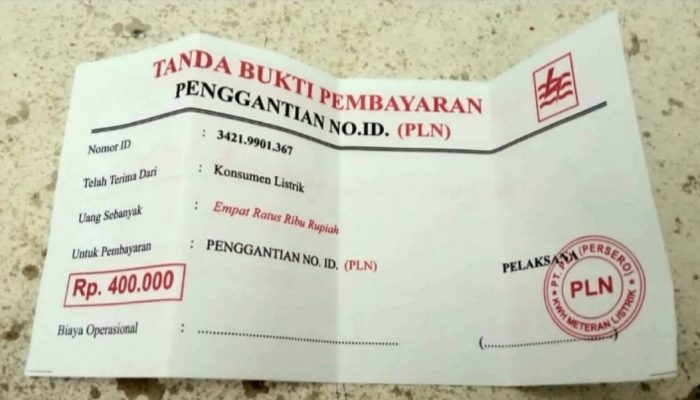 TANDA BUKTI PEMBAYARAN
PENGGANTIAN NO.ID. (PLN)
Nomor ID : 3421.9901.367
Telah Terima Dari : Konsumen Listrik
Uang Sebanyak : Empat Ratus Ribu Rupiah
Untuk Pembayaran : PENGGANTIAN NO. ID. (PLN)
Rp. 400.000
PELAKSANA
PT. PLN (PERSERO)
PLN
KWH METERAN LISTRIK
Biaya Operasional : ..................................................
(..................................)